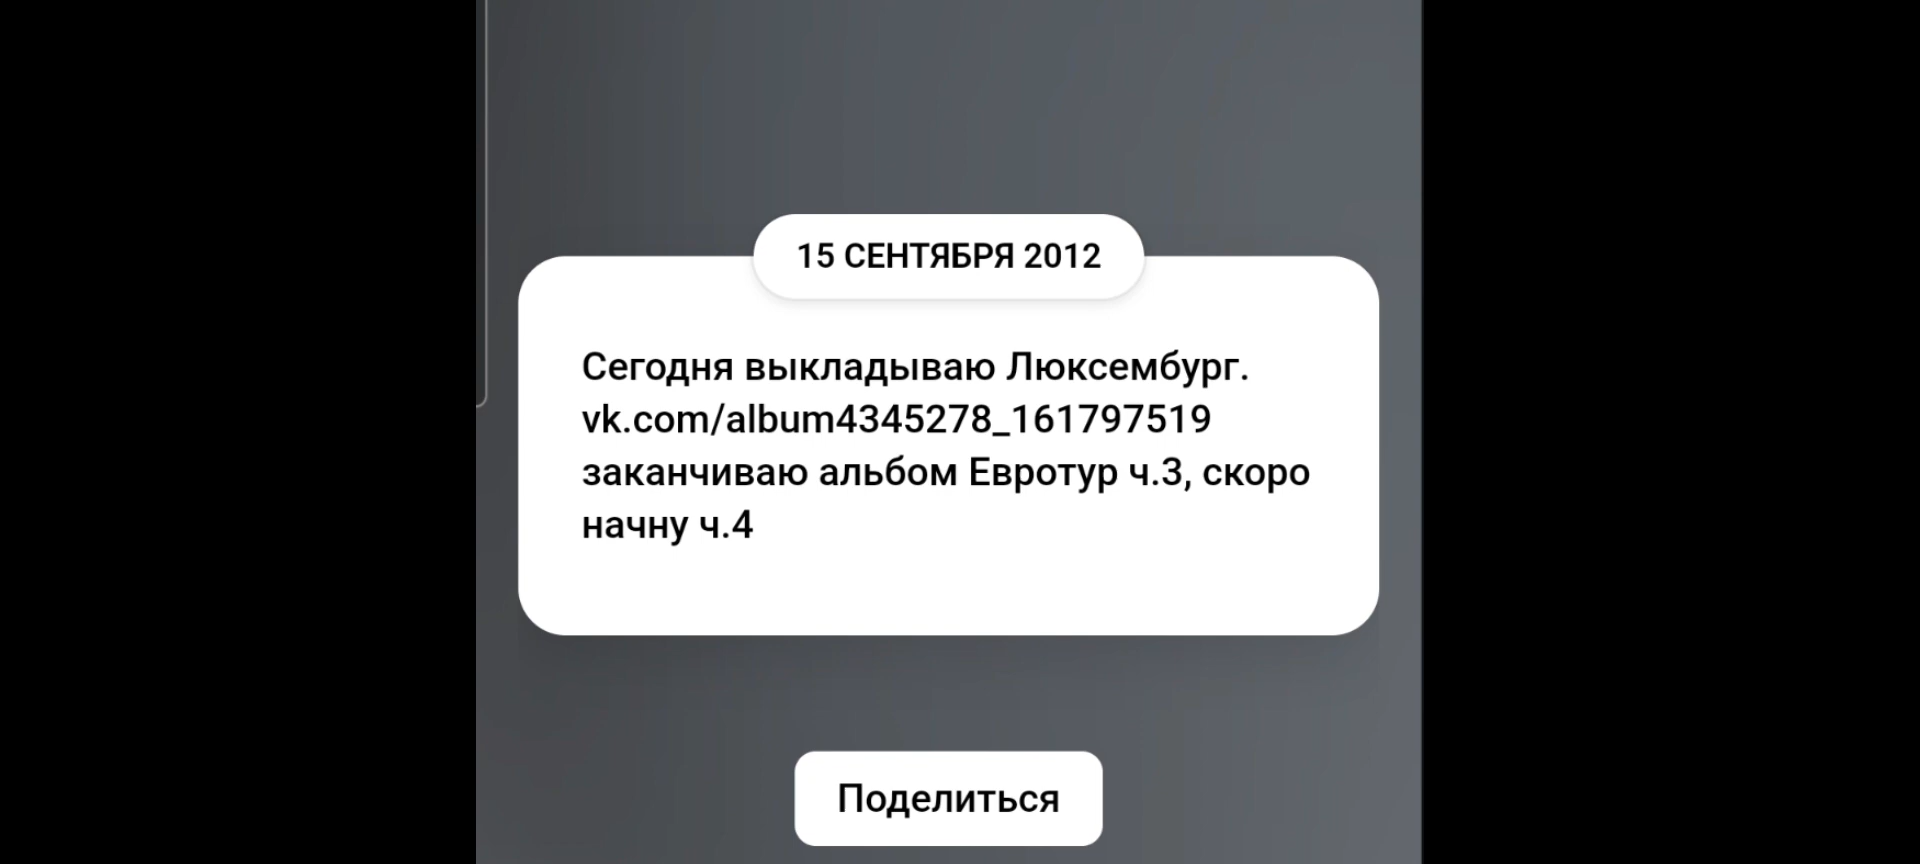 15 СЕНТЯБРЯ 2012
Сегодня выкладываю Люксембург.
vk.com/album4345278_161797519
заканчиваю альбом Евротур ч.3, скоро
начну ч.4
Поделиться